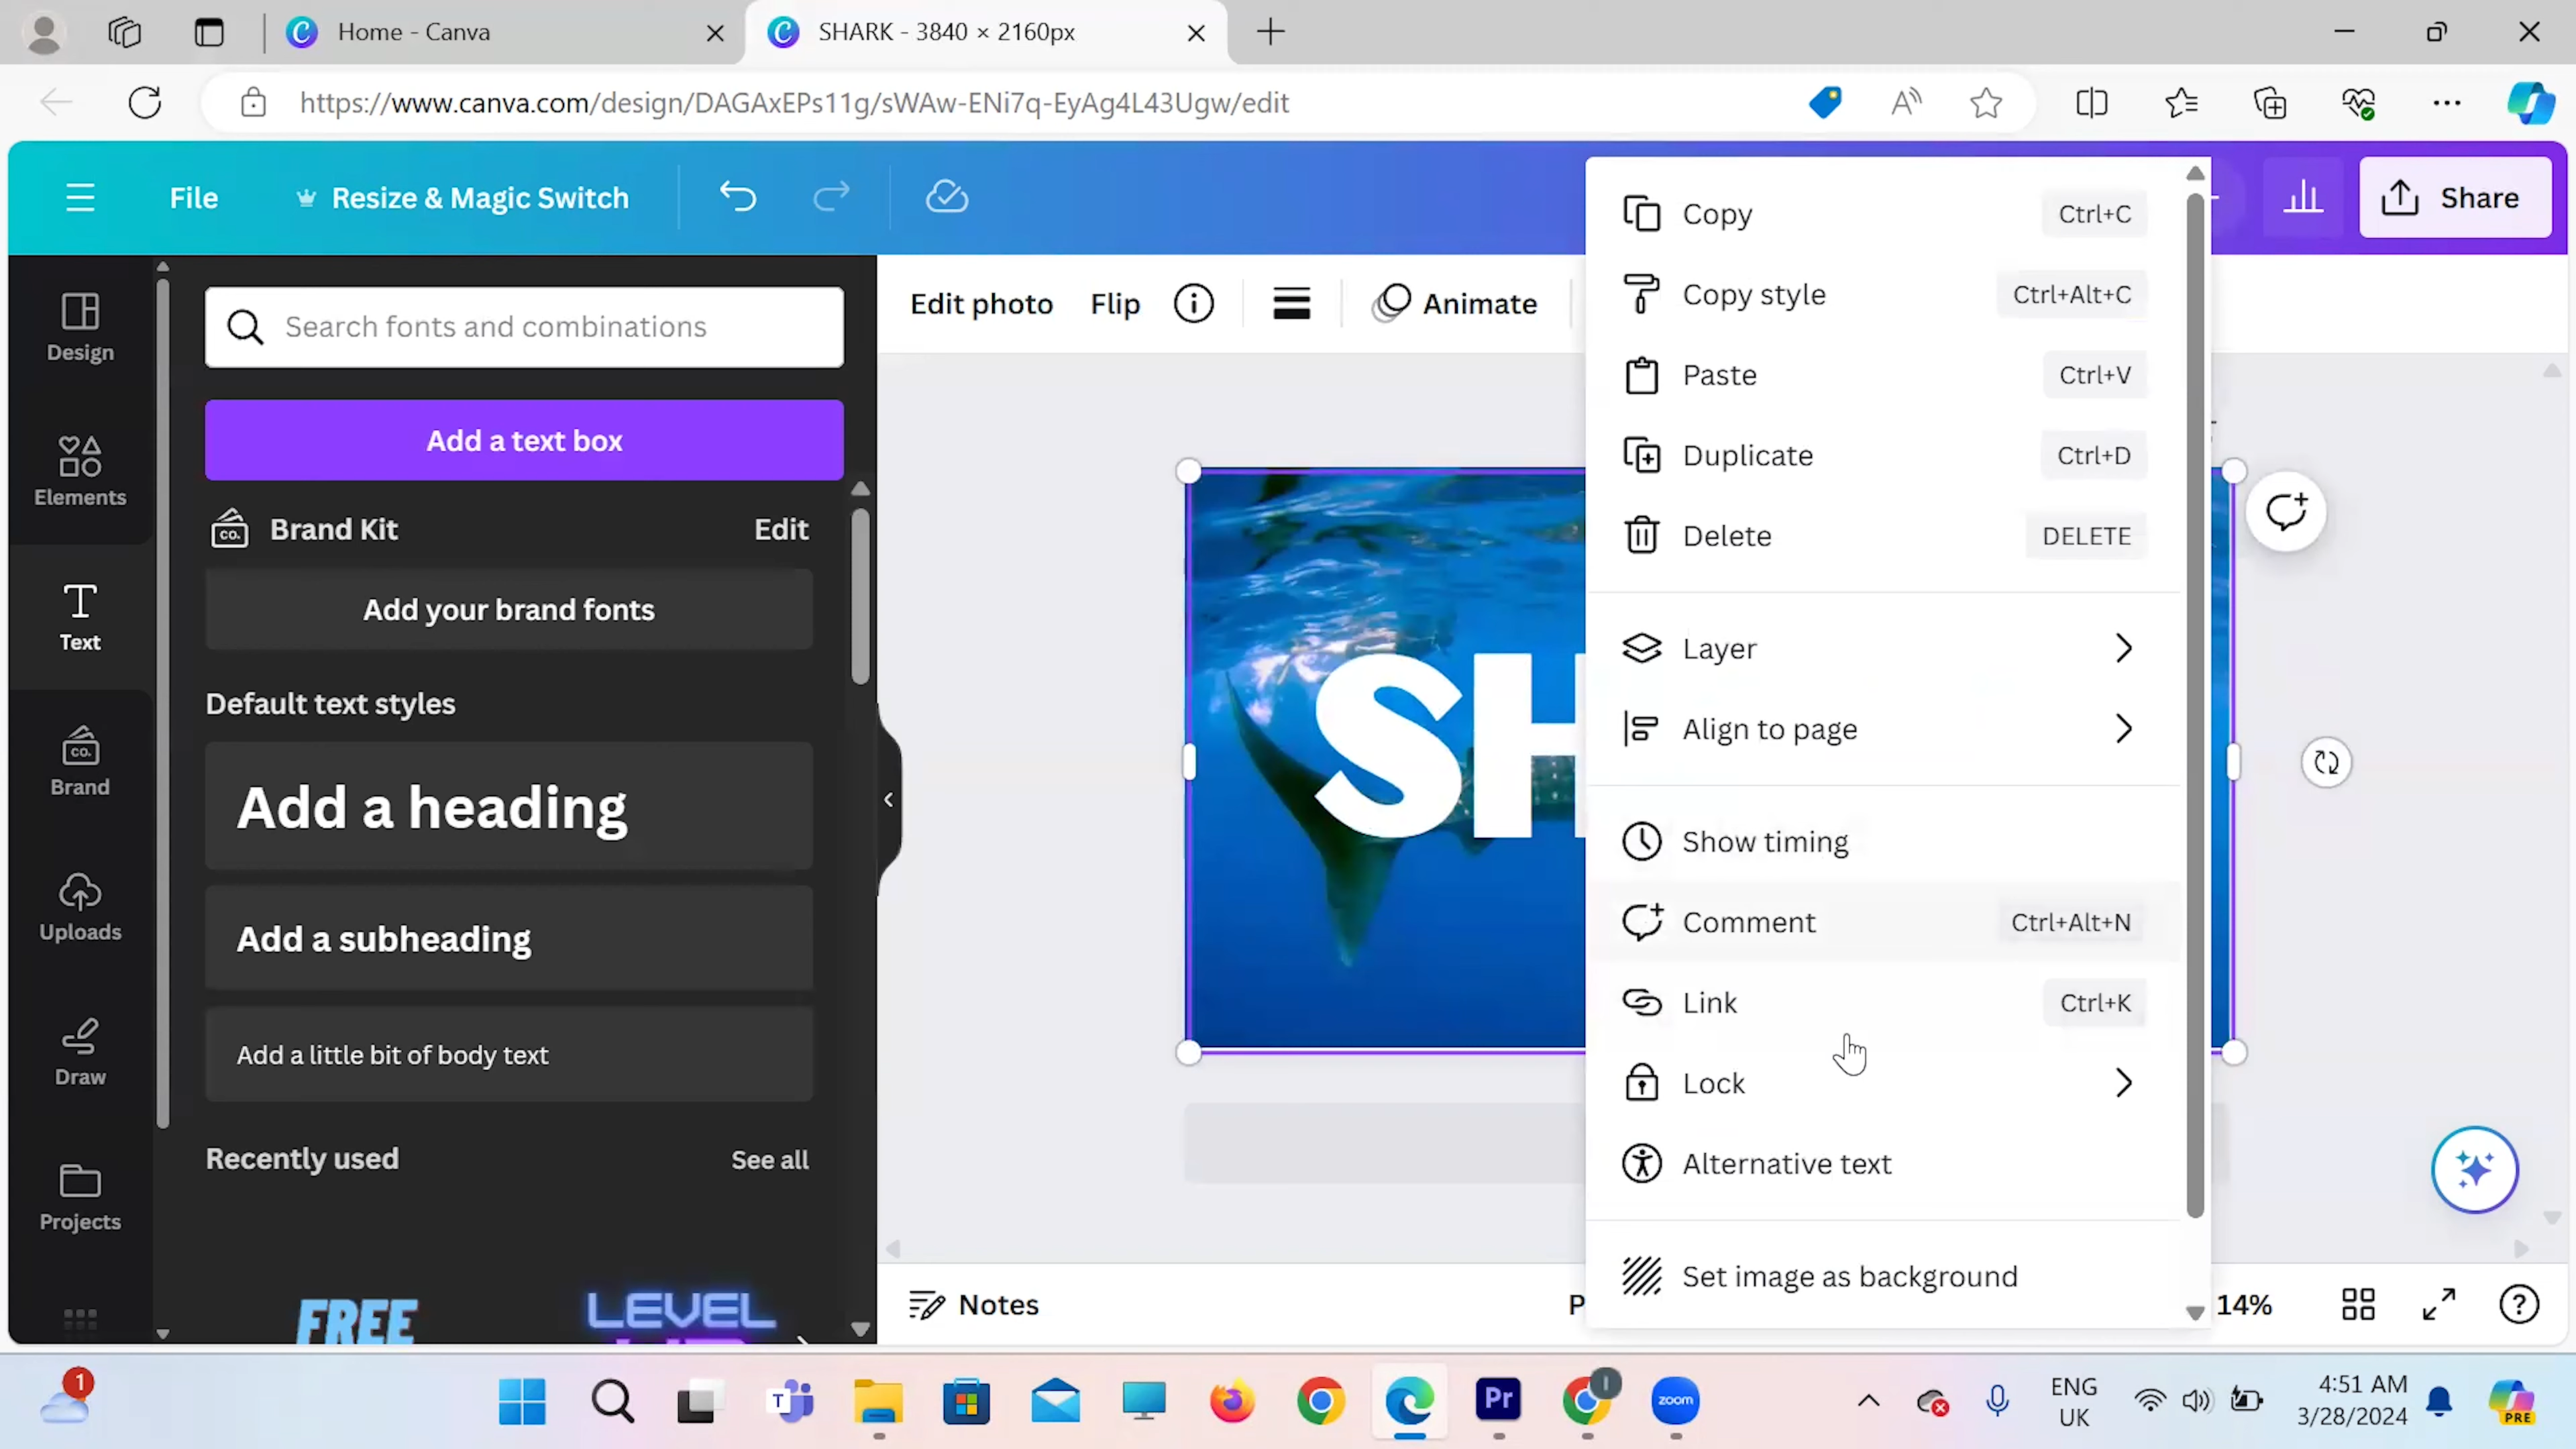 Home - Canva
SHARK - 3840 × 2160px
https://www.canva.com/design/DAGAxEPs11g/sWAw-ENi7q-EyAg4L43Ugw/edit
File
Resize & Magic Switch
Share
Design
Elements
Text
Brand
Uploads
Draw
Projects
Search fonts and combinations
Add a text box
CO.
Brand Kit
Edit
Add your brand fonts
Default text styles
Add a heading
Add a subheading
Add a little bit of body text
Recently used
See all
FREE
LEVEL
Edit photo
Flip
Animate
SH
Copy
Ctrl+C
Copy style
Ctrl+Alt+C
Paste
Ctrl+V
Duplicate
Ctrl+D
Delete
DELETE
Layer
Align to page
Show timing
Comment
Ctrl+Alt+N
Link
Ctrl+K
Lock
Alternative text
Set image as background
Notes
P
14%
1
T
Pr
zoom
ENG
UK
4:51 AM
3/28/2024
PRE